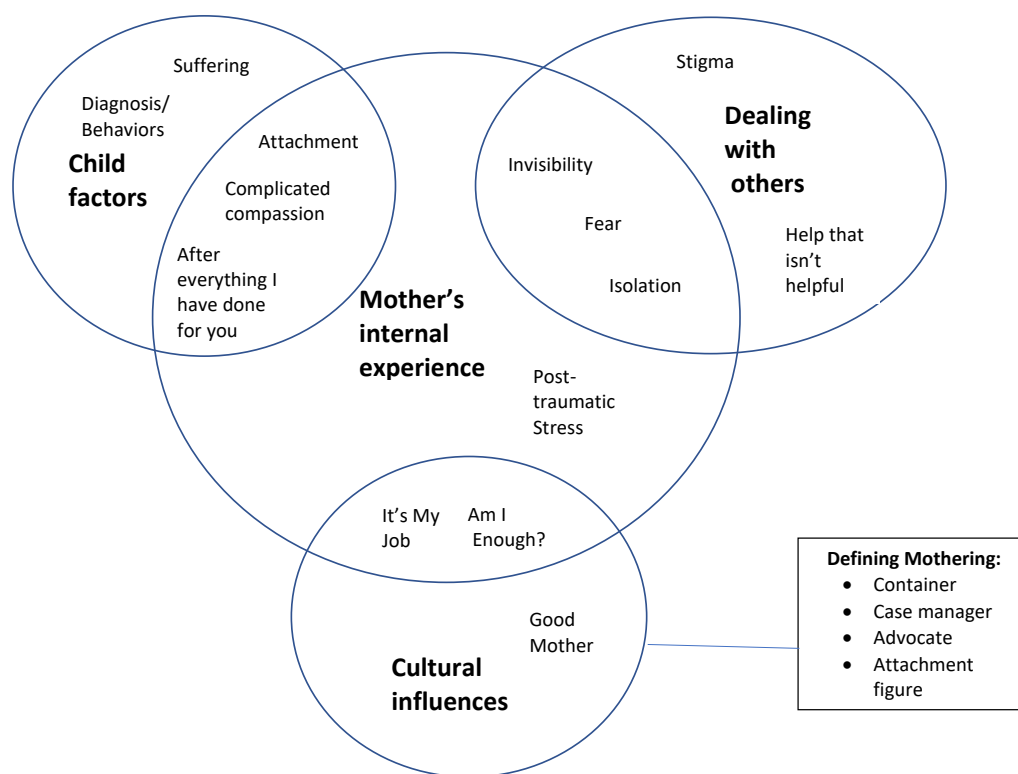 Suffering
Diagnosis/
Behaviors
Child
factors
Attachment
Complicated
compassion
After
everything I
have done
for you
Stigma
Dealing
with
others
Invisibility
Fear
Isolation
Help that
isn't
helpful
Mother's
internal
experience
Post-
traumatic
Stress
It's My
Job
Am I
Enough?
Good
Mother
Cultural
influences
Defining Mothering:
• Container
• Case manager
• Advocate
• Attachment
figure